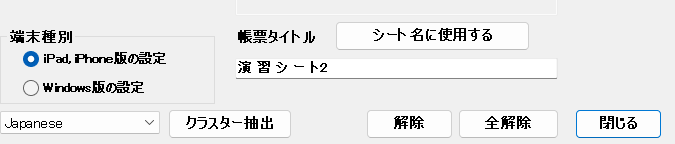 端末種別
iPad, iPhone版の設定
Windows版の設定
帳票タイトル
シート名に使用する
演習シート2
Japanese
クラスター抽出
解除
全解除
閉じる